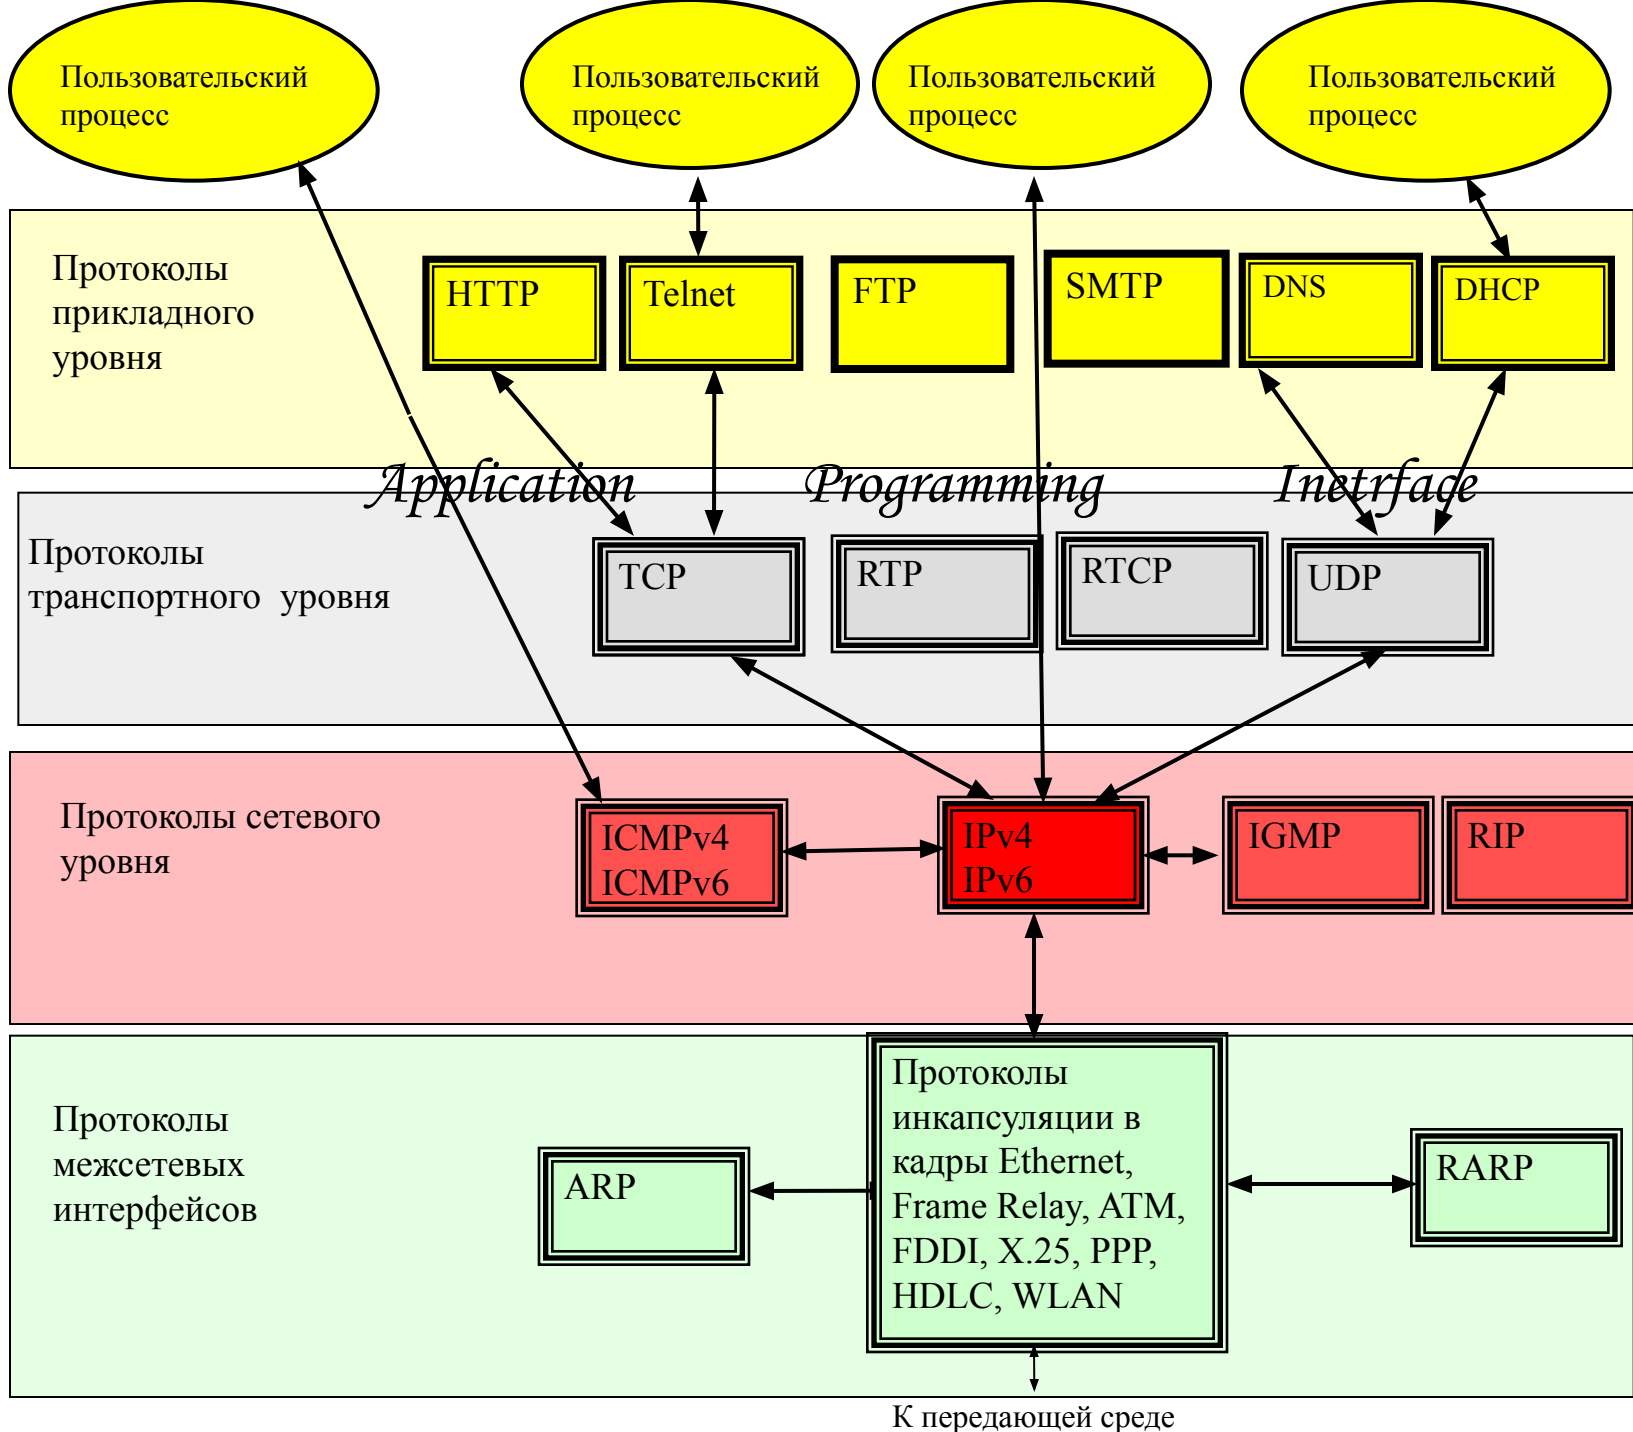 Пользовательский
процесс
Пользовательский
процесс
Пользовательский
процесс
Пользовательский
процесс
Протоколы
прикладного
уровня
HTTP
Telnet
FTP
SMTP
DNS
DHCP
Application Programming Inetrface
Протоколы
транспортного уровня
TCP
RTP
RTCP
UDP
Протоколы сетевого
уровня
ICMPv4
ICMPv6
IPv4
IPv6
IGMP
RIP
Протоколы
межсетевых
интерфейсов
ARP
Протоколы
инкапсуляции в
кадры Ethernet,
Frame Relay, ATM,
FDDI, X.25, PPP,
HDLC, WLAN
RARP
К передающей среде